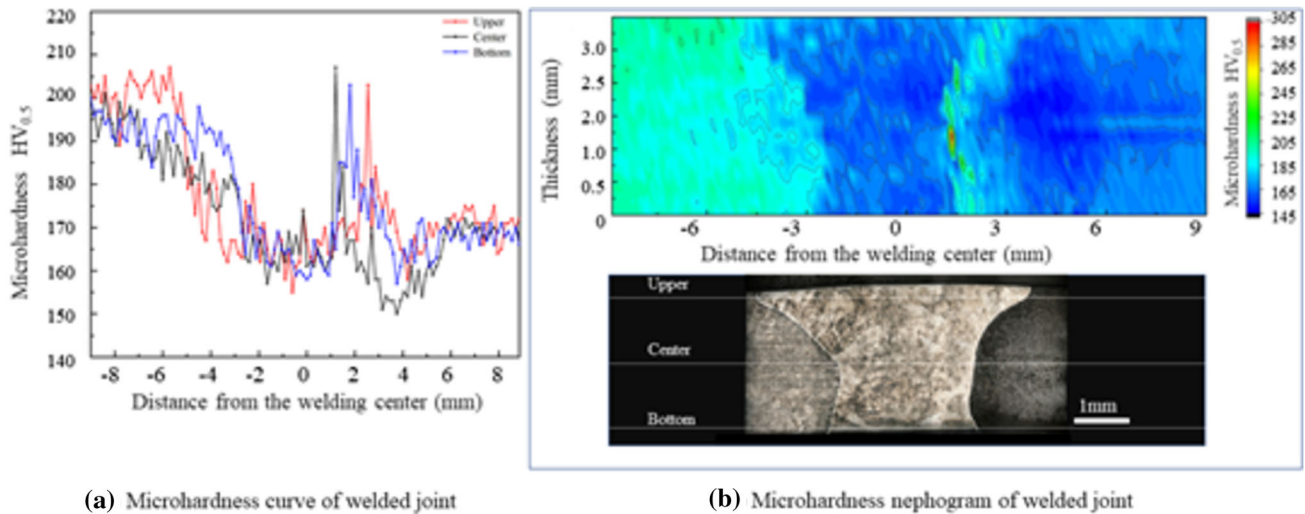 220
210
200
190
180
170
160
150
140
Microhardness HV0.5
Upper
Center
Bottom
-8 -6 -4 -2 0 2 4 6 8
Distance from the welding center (mm)
(a) Microhardness curve of welded joint
3.0
2.5
2.0
1.0
0.5
0
Thickness (mm)
-6 -3 0 3 6 9
Distance from the welding center (mm)
Microhardness HV0.5
305
285
265
245
225
205
185
165
145
Upper
Center
Bottom
1mm
(b) Microhardness nephogram of welded joint